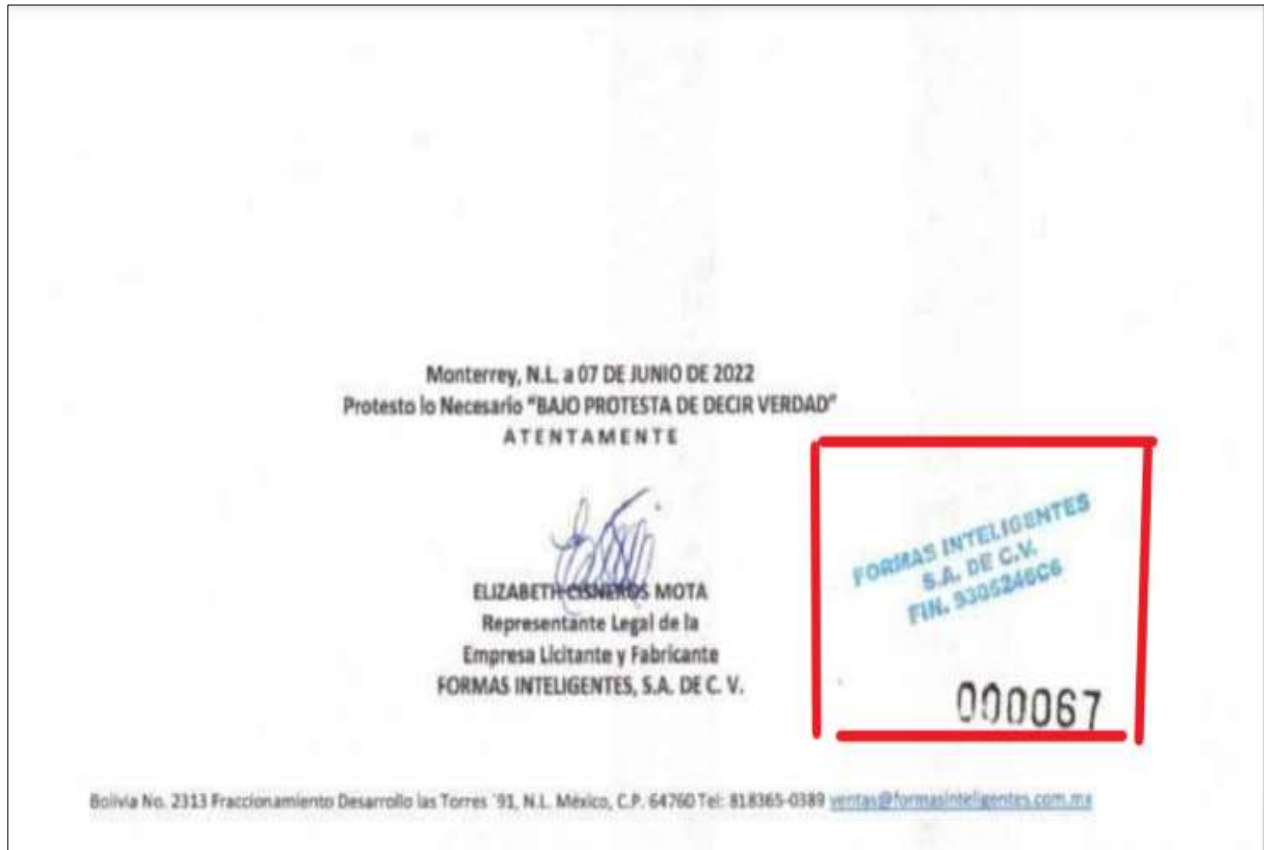 Monterrey, N.L. a 07 DE JUNIO DE 2022
Protesto lo Necesario "BAJO PROTESTA DE DECIR VERDAD"
ATENTAMENTE
ELIZABETH CISNEROS MOTA
Representante Legal de la
Empresa Licitante y Fabricante
FORMAS INTELIGENTES, S.A. DE C. V.
FORMAS INTELIGENTES
S.A. DE C.V.
FIN. 9305246C6
000067
Bolivia No. 2313 Fraccionamiento Desarrollo las Torres ´91, N.L. México, C.P. 64760 Tel: 818365-0389 ventas@formasinteligentes.com.mx